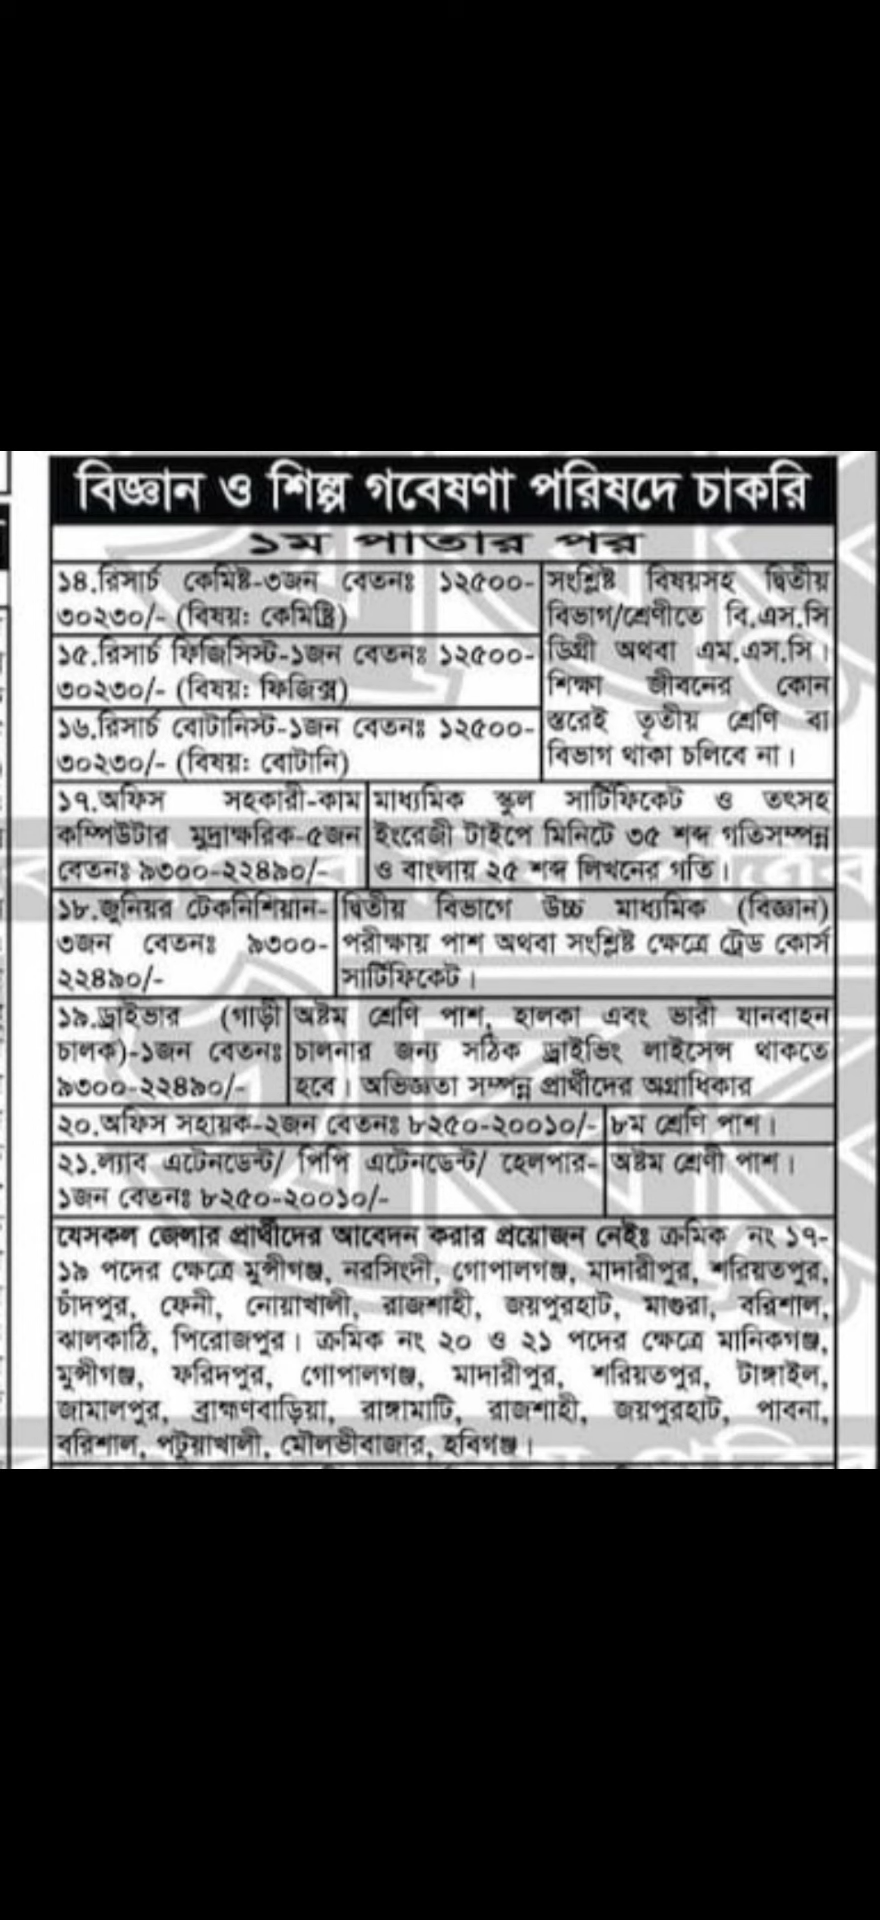 বিজ্ঞান ও শিল্প গবেষণা পরিষদে চাকরি
১ম পাতার পর
১৪.রিসার্চ কেমিষ্ট-৩জন বেতনঃ ১২৫০০-
৩০২৩০/- (বিষয়: কেমিষ্ট্রি)
১৫.রিসার্চ ফিজিসিস্ট-১জন বেতনঃ ১২৫০০-
৩০২৩০/- (বিষয়: ফিজিক্স)
১৬.রিসার্চ বোটানিস্ট-১জন বেতনঃ ১২৫০০-
৩০২৩০/- (বিষয়: বোটানি)
সংশ্লিষ্ট বিষয়সহ দ্বিতীয়
বিভাগ/শ্রেণীতে বি.এস.সি
ডিগ্রী অথবা এম.এস.সি।
শিক্ষা জীবনের কোন
স্তরেই তৃতীয় শ্রেণি বা
বিভাগ থাকা চলিবে না।
১৭.অফিস সহকারী-কাম
কম্পিউটার মুদ্রাক্ষরিক-৫জন
বেতনঃ ৯৩০০-২২৪৯০/-
মাধ্যমিক স্কুল সার্টিফিকেট ও তৎসহ
ইংরেজী টাইপে মিনিটে ৩৫ শব্দ গতিসম্পন্ন
ও বাংলায় ২৫ শব্দ লিখনের গতি।
১৮.জুনিয়র টেকনিশিয়ান-
৩জন বেতনঃ ৯৩০০-
২২৪৯০/-
দ্বিতীয় বিভাগে উচ্চ মাধ্যমিক (বিজ্ঞান)
পরীক্ষায় পাশ অথবা সংশ্লিষ্ট ক্ষেত্রে ট্রেড কোর্স
সার্টিফিকেট।
১৯.ড্রাইভার (গাড়ী
চালক)-১জন বেতনঃ
৯৩০০-২২৪৯০/-
অষ্টম শ্রেণি পাশ, হালকা এবং ভারী যানবাহন
চালনার জন্য সঠিক ড্রাইভিং লাইসেন্স থাকতে
হবে। অভিজ্ঞতা সম্পন্ন প্রার্থীদের অগ্রাধিকার
২০.অফিস সহায়ক-২জন বেতনঃ ৮২৫০-২০০১০/-
৮ম শ্রেণি পাশ।
২১.ল্যাব এটেনডেন্ট/ পিপি এটেনডেন্ট/ হেলপার-
১জন বেতনঃ ৮২৫০-২০০১০/-
অষ্টম শ্রেণী পাশ।
যেসকল জেলার প্রার্থীদের আবেদন করার প্রয়োজন নেইঃ ক্রমিক নং ১৭-
১৯ পদের ক্ষেত্রে মুন্সীগঞ্জ, নরসিংদী, গোপালগঞ্জ, মাদারীপুর, শরিয়তপুর,
চাঁদপুর, ফেনী, নোয়াখালী, রাজশাহী, জয়পুরহাট, মাগুরা, বরিশাল,
ঝালকাঠি, পিরোজপুর। ক্রমিক নং ২০ ও ২১ পদের ক্ষেত্রে মানিকগঞ্জ,
মুন্সীগঞ্জ, ফরিদপুর, গোপালগঞ্জ, মাদারীপুর, শরিয়তপুর, টাঙ্গাইল,
জামালপুর, ব্রাহ্মণবাড়িয়া, রাঙ্গামাটি, রাজশাহী, জয়পুরহাট, পাবনা,
বরিশাল, পটুয়াখালী, মৌলভীবাজার, হবিগঞ্জ।